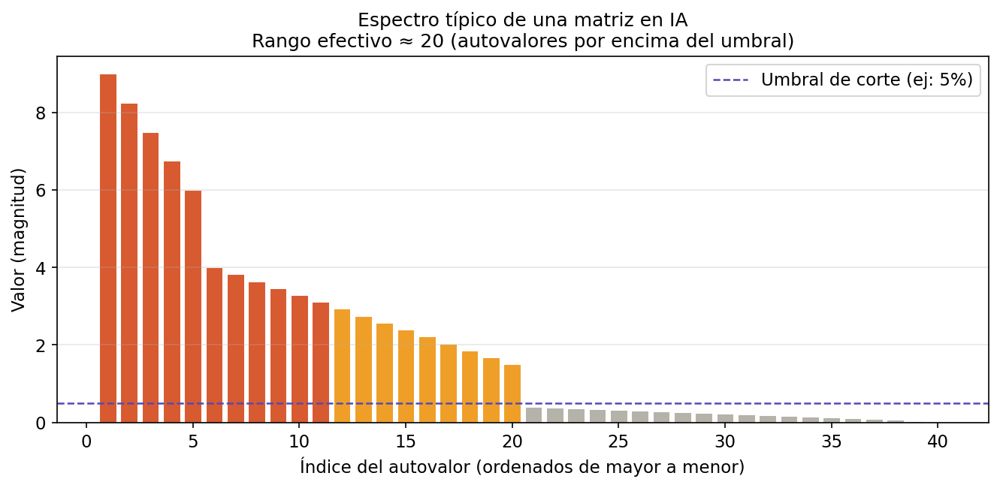 Espectro típico de una matriz en IA
Rango efectivo ≈ 20 (autovalores por encima del umbral)
Umbral de corte (ej: 5%)
Valor (magnitud)
8
6
4
2
0
0 5 10 15 20 25 30 35 40
Índice del autovalor (ordenados de mayor a menor)